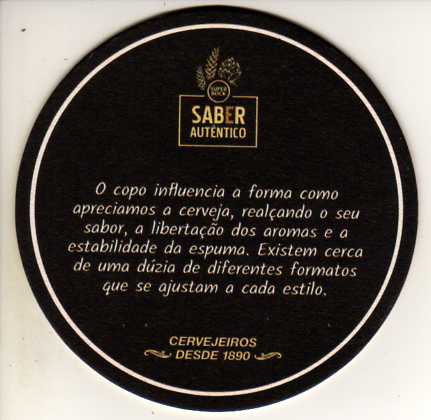 SUPER
BOCK
SABER
AUTÊNTICO
O copo influencia a forma como
apreciamos a cerveja, realçando o seu
sabor, a libertação dos aromas e a
estabilidade da espuma. Existem cerca
de uma dúzia de diferentes formatos
que se ajustam a cada estilo.
CERVEJEIROS
DESDE 1890